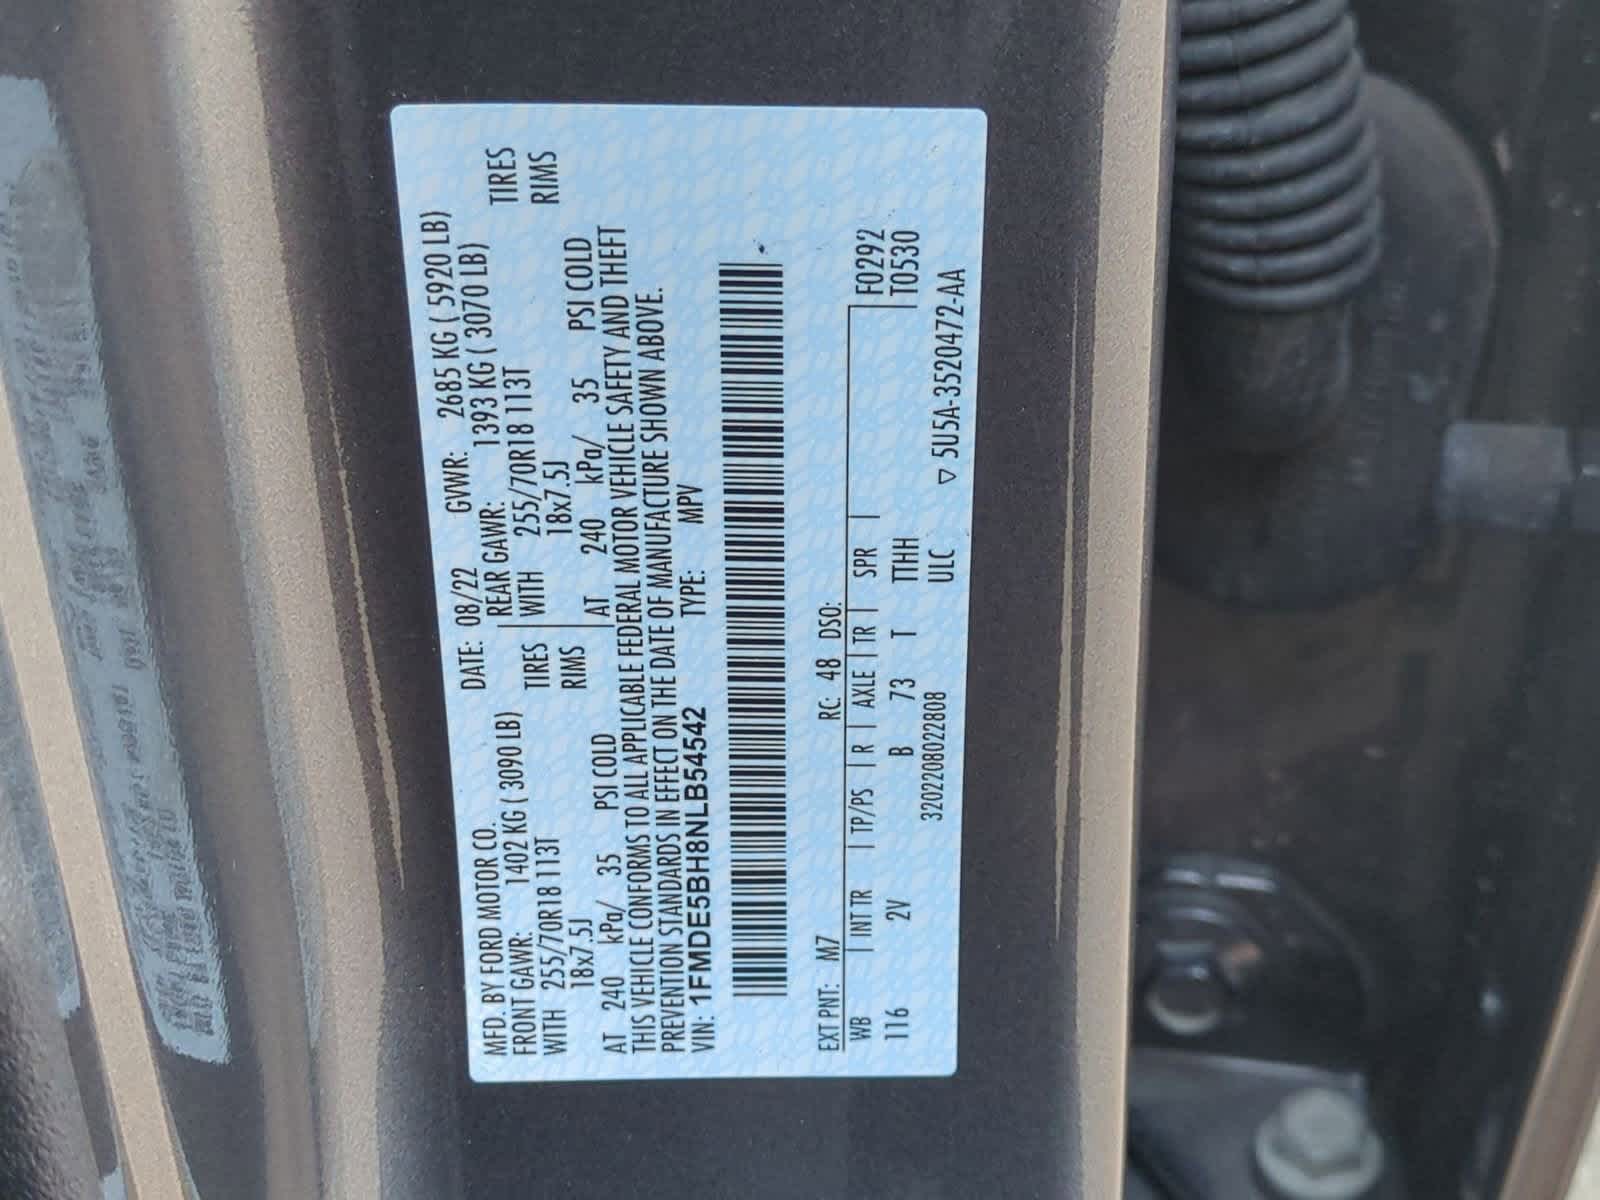 MFD. BY FORD MOTOR CO.
DATE: 08/22 GVWR: 2685 KG ( 5920 LB)
FRONT GAWR: 1402 KG ( 3090 LB)
REAR GAWR: 1393 KG ( 3070 LB)
WITH 255/70R18 113T TIRES
WITH 255/70R18 113T TIRES
18x7.5J RIMS
18x7.5J RIMS
AT 240 kPa/ 35 PSI COLD
AT 240 kPa/ 35 PSI COLD
THIS VEHICLE CONFORMS TO ALL APPLICABLE FEDERAL MOTOR VEHICLE SAFETY AND THEFT
PREVENTION STANDARDS IN EFFECT ON THE DATE OF MANUFACTURE SHOWN ABOVE.
VIN: 1FMDE5BH8NLB54542 TYPE: MPV
EXT PNT: M7 RC: 48 DSO:
WB | INT TR | TP/PS | R | AXLE | TR | SPR | F0292
116 2V B 73 T TTHH T0530
3202208022808 ULC ▽ 5U5A-3520472-AA